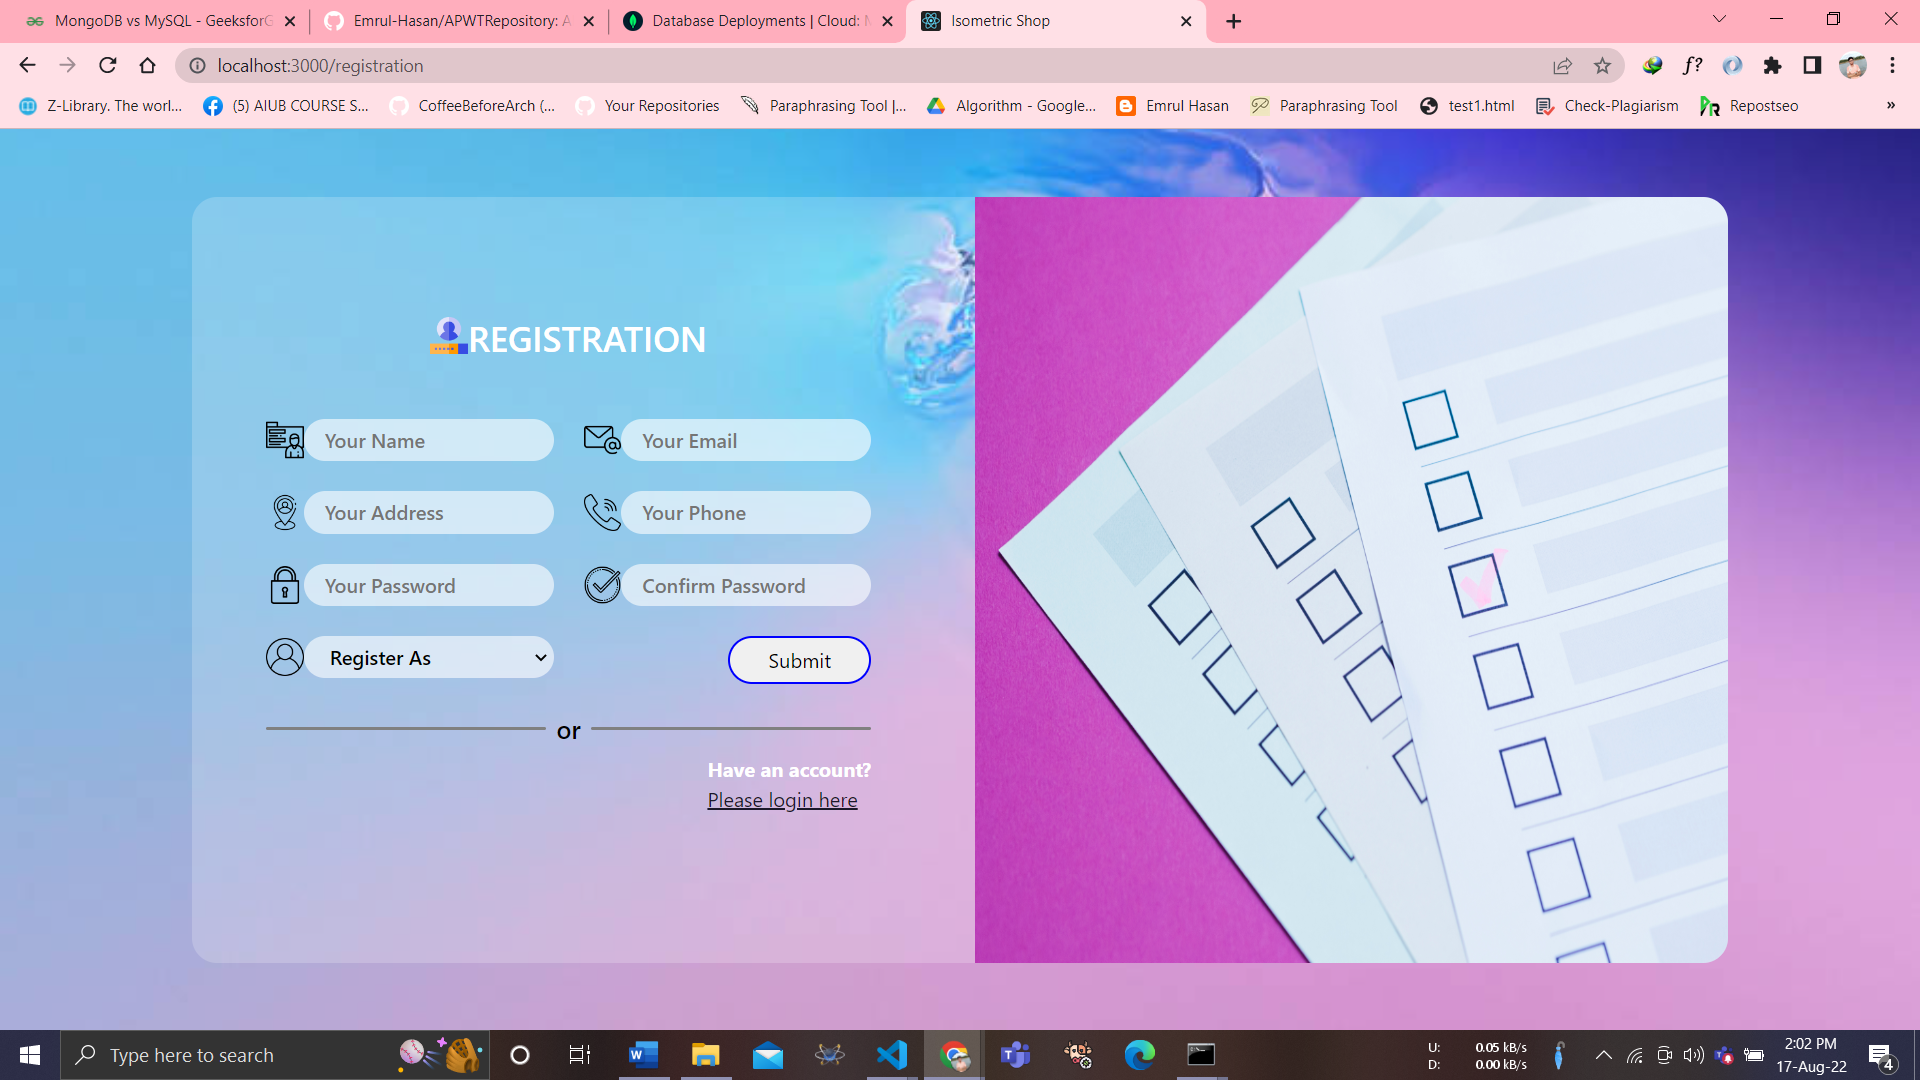 MongoDB vs MySQL - GeeksforG
Emrul-Hasan/APWTRepository: A
Database Deployments | Cloud: M
Isometric Shop
localhost:3000/registration
f?
Z-Library. The worl...
(5) AIUB COURSE S...
CoffeeBeforeArch (...
Your Repositories
Paraphrasing Tool |...
Algorithm - Google...
Emrul Hasan
Paraphrasing Tool
test1.html
Check-Plagiarism
Repostseo
»
REGISTRATION
Your Name
Your Email
Your Address
Your Phone
Your Password
Confirm Password
Register As
Submit
or
Have an account?
Please login here
Type here to search
U: 0.05 kB/s
D: 0.00 kB/s
2:02 PM
17-Aug-22
4